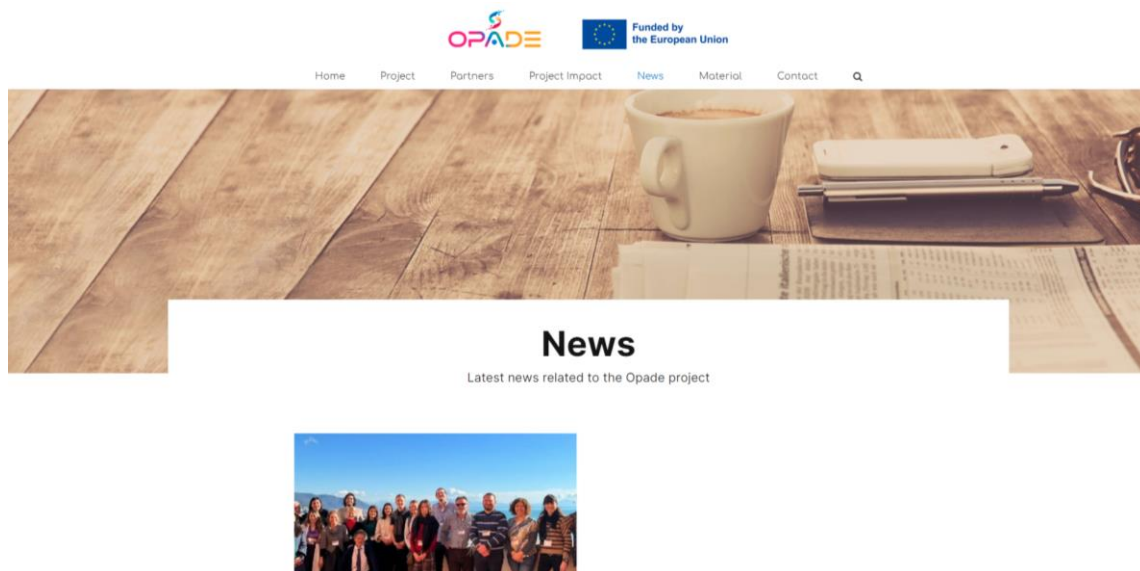 OPADE
Funded by
the European Union
Home Project Partners Project Impact News Material Contact
News
Latest news related to the Opade project